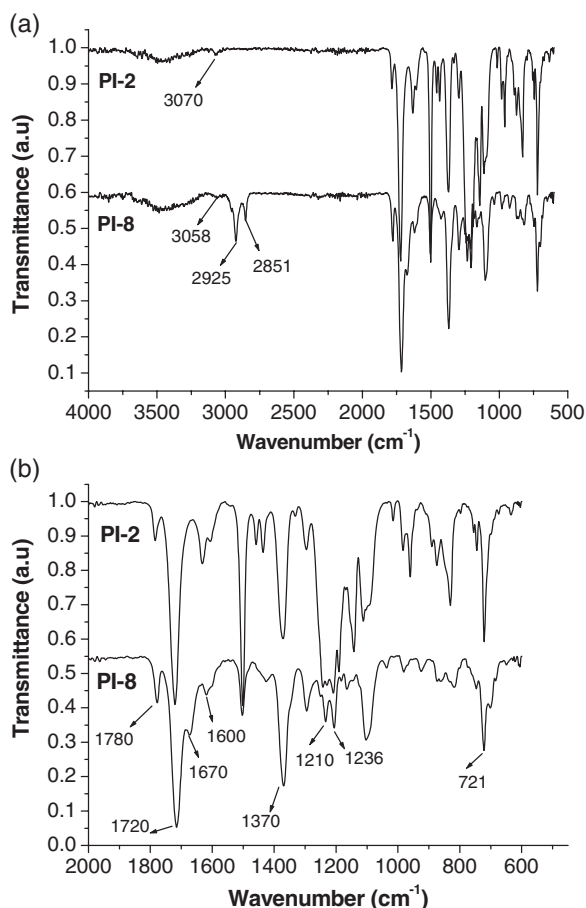 (a)
1.0
0.9
0.8
0.7
0.6
0.5
0.4
0.3
0.2
0.1
Transmittance (a.u)
PI-2
3070
PI-8
3058
2925
2851
4000 3500 3000 2500 2000 1500 1000 500
Wavenumber (cm⁻¹)
(b)
1.0
0.9
0.8
0.7
0.6
0.5
0.4
0.3
0.2
0.1
0.0
Transmittance (a.u)
PI-2
PI-8
1780
1600
1670
1210
1236
721
1720
1370
2000 1800 1600 1400 1200 1000 800 600
Wavenumber (cm⁻¹)